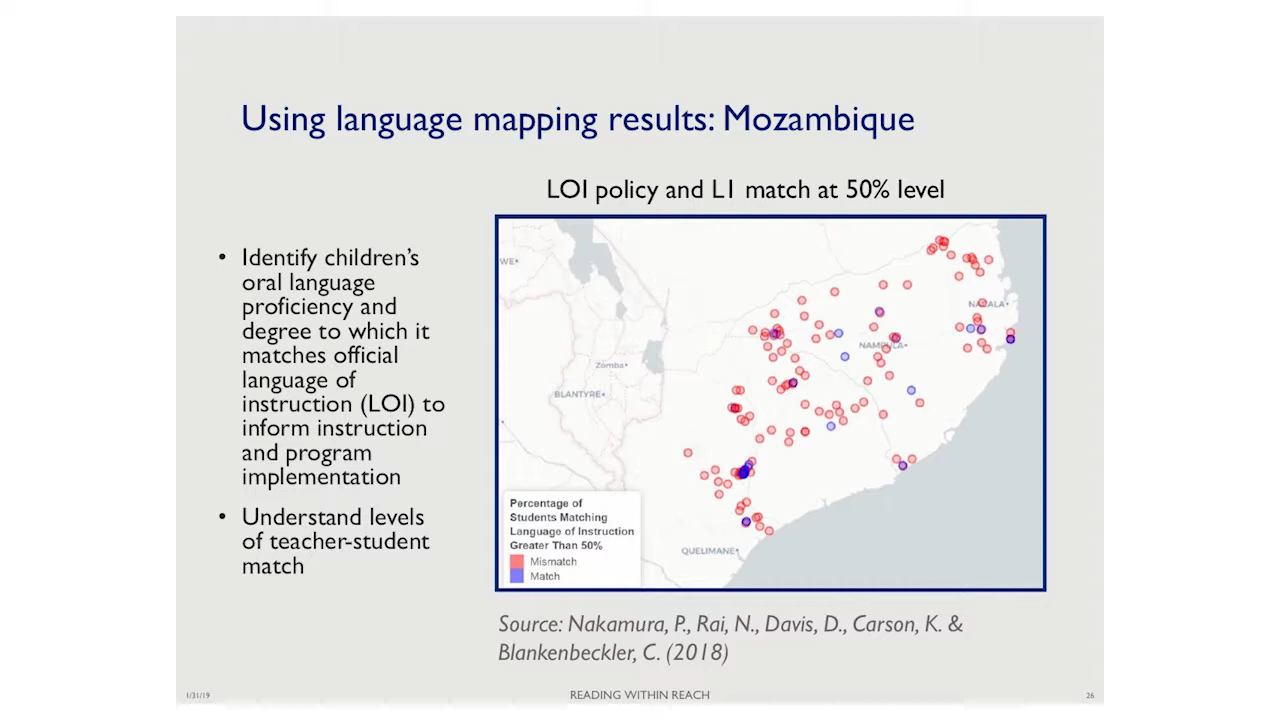 Using language mapping results: Mozambique
LOI policy and L1 match at 50% level
• Identify children's
oral language
proficiency and
degree to which it
matches official
language of
instruction (LOI) to
inform instruction
and program
implementation
• Understand levels
of teacher-student
match
WE
NACALA
NAMPULA
Zomba
BLANTYRE
QUELIMANE
Percentage of
Students Matching
Language of Instruction
Greater Than 50%
Mismatch
Match
Source: Nakamura, P., Rai, N., Davis, D., Carson, K. &
Blankenbeckler, C. (2018)
1/31/19
READING WITHIN REACH
26